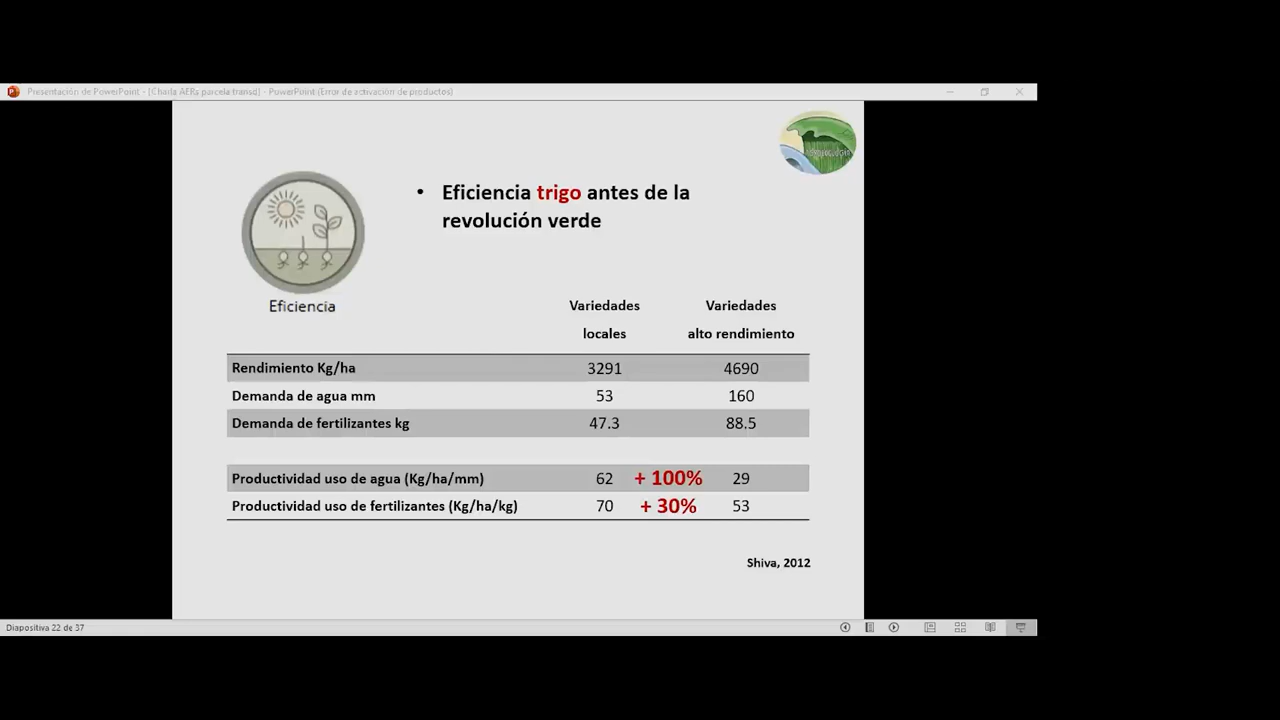 Presentación de PowerPoint - [Charla AERs parcela transd] - PowerPoint (Error de activación de productos)
• Eficiencia trigo antes de la
revolución verde
Eficiencia
Variedades Variedades
locales alto rendimiento
Rendimiento Kg/ha 3291 4690
Demanda de agua mm 53 160
Demanda de fertilizantes kg 47.3 88.5
Productividad uso de agua (Kg/ha/mm) 62 + 100% 29
Productividad uso de fertilizantes (Kg/ha/kg) 70 + 30% 53
Shiva, 2012
Diapositiva 22 de 37